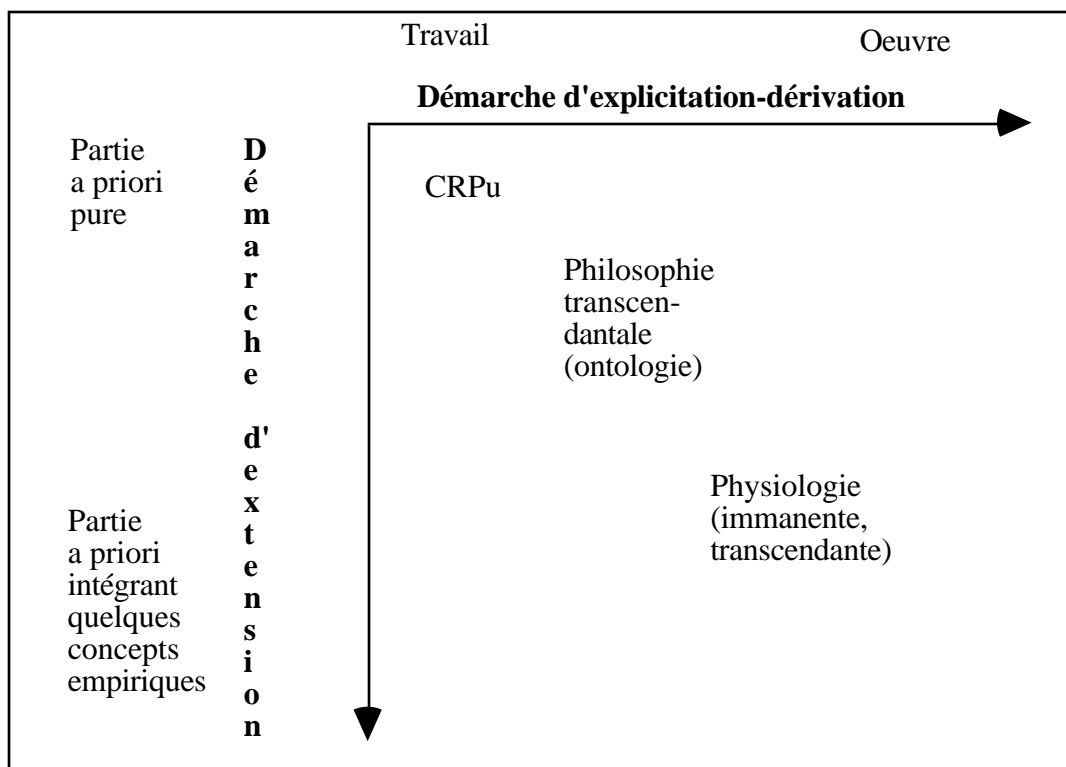 Travail
Oeuvre
Démarche d'explicitation-dérivation
Partie
a priori
pure
D
é
m
a
r
c
h
e
d'
e
x
t
e
n
s
i
o
n
CRPu
Philosophie
transcen-
dantale
(ontologie)
Physiologie
(immanente,
transcendante)
Partie
a priori
intégrant
quelques
concepts
empiriques